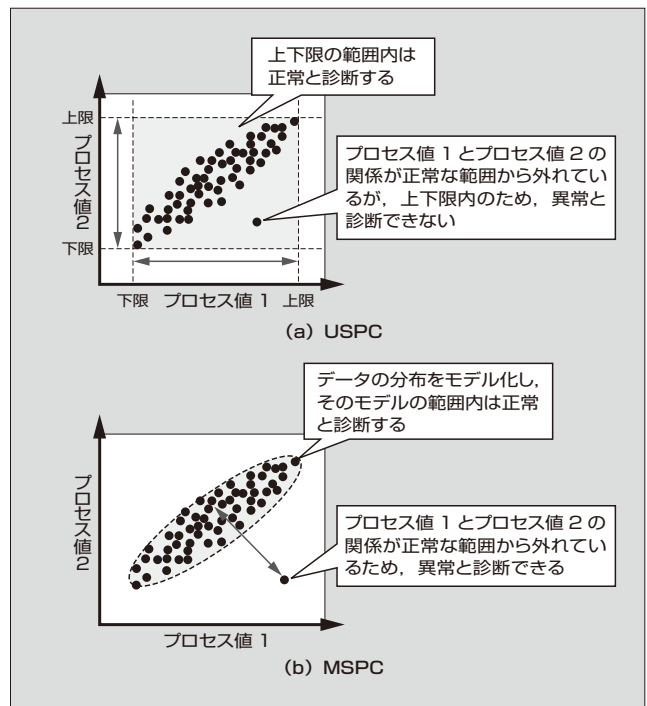 上下限の範囲内は
正常と診断する
上限
プロセス値2
下限
プロセス値 1 とプロセス値 2 の
関係が正常な範囲から外れて
いるが，上下限内のため，異常と
診断できない
下限 プロセス値 1 上限
(a) USPC
データの分布をモデル化し，
そのモデルの範囲内は正常
と診断する
プロセス値2
プロセス値 1 とプロセス値 2 の
関係が正常な範囲から外れてい
るため，異常と診断できる
プロセス値 1
(b) MSPC